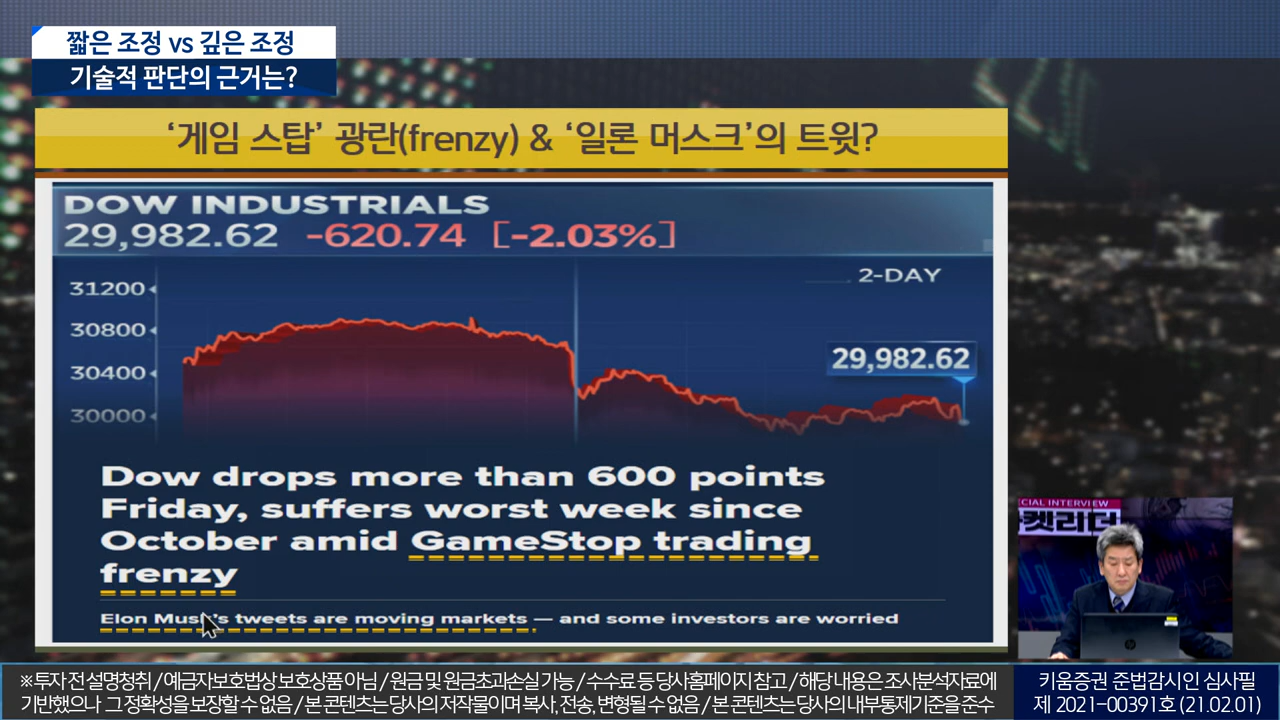 짧은 조정 vs 깊은 조정
기술적 판단의 근거는?
‘게임 스탑’ 광란(frenzy) & ‘일론 머스크’의 트윗?
DOW INDUSTRIALS
29,982.62 -620.74 [-2.03%]
2-DAY
31200
30800
30400
30000
29,982.62
Dow drops more than 600 points
Friday, suffers worst week since
October amid GameStop trading
frenzy
Elon Musk's tweets are moving markets — and some investors are worried
CIAL INTERVIEW
켓리더
※ 투자 전 설명청취 / 예금자보호법상 보호상품 아님 / 원금 및 원금초과손실 가능 / 수수료 등 당사홈페이지 참고 / 해당 내용은 조사분석자료에
기반했으나 그 정확성을 보장할 수 없음 / 본 콘텐츠는 당사의 저작물이며 복사, 전송, 변형될 수 없음 / 본 콘텐츠는 당사의 내부통제기준을 준수
키움증권 준법감시인 심사필
제 2021-00391호 (21.02.01)